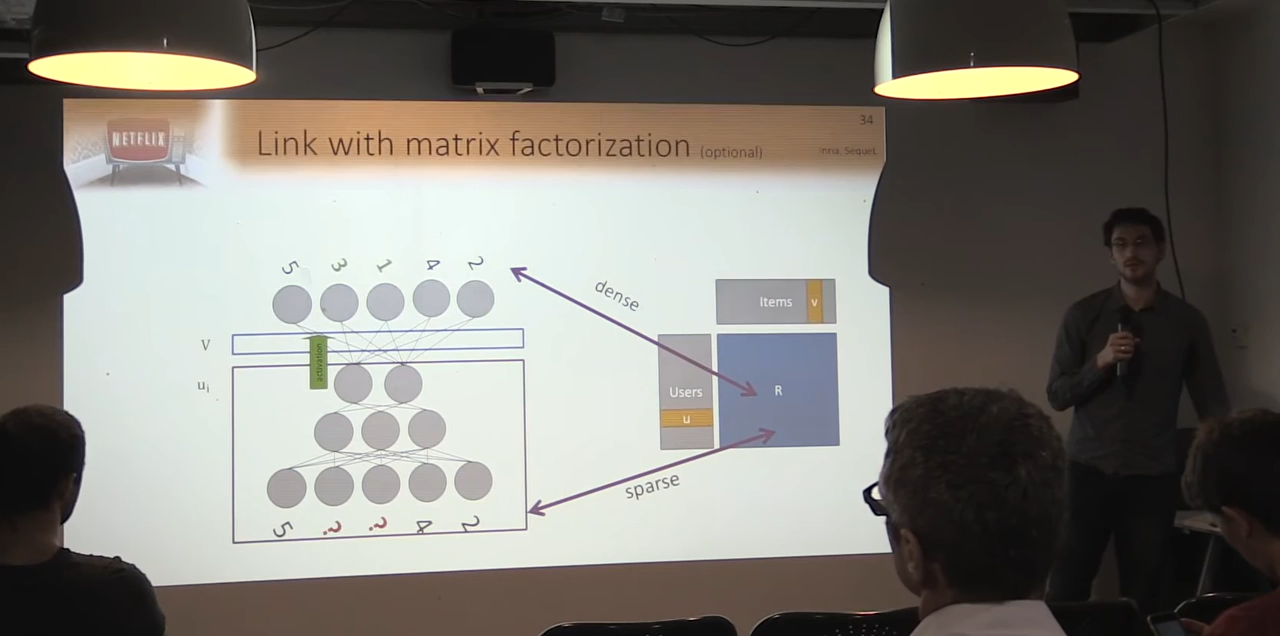 NETFLIX
Link with matrix factorization (optional)
34
Inria, SequeL
5 3 1 4 2
dense
Items v
V
activation
ui
Users
R
u
sparse
5 ? ? 4 2